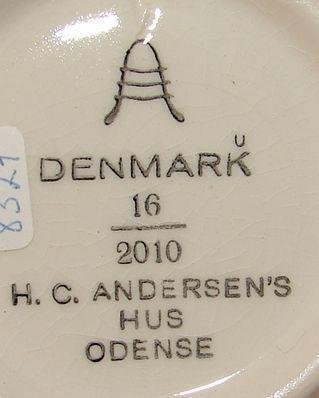 DENMARK
U
16
2010
H. C. ANDERSEN'S
HUS
ODENSE